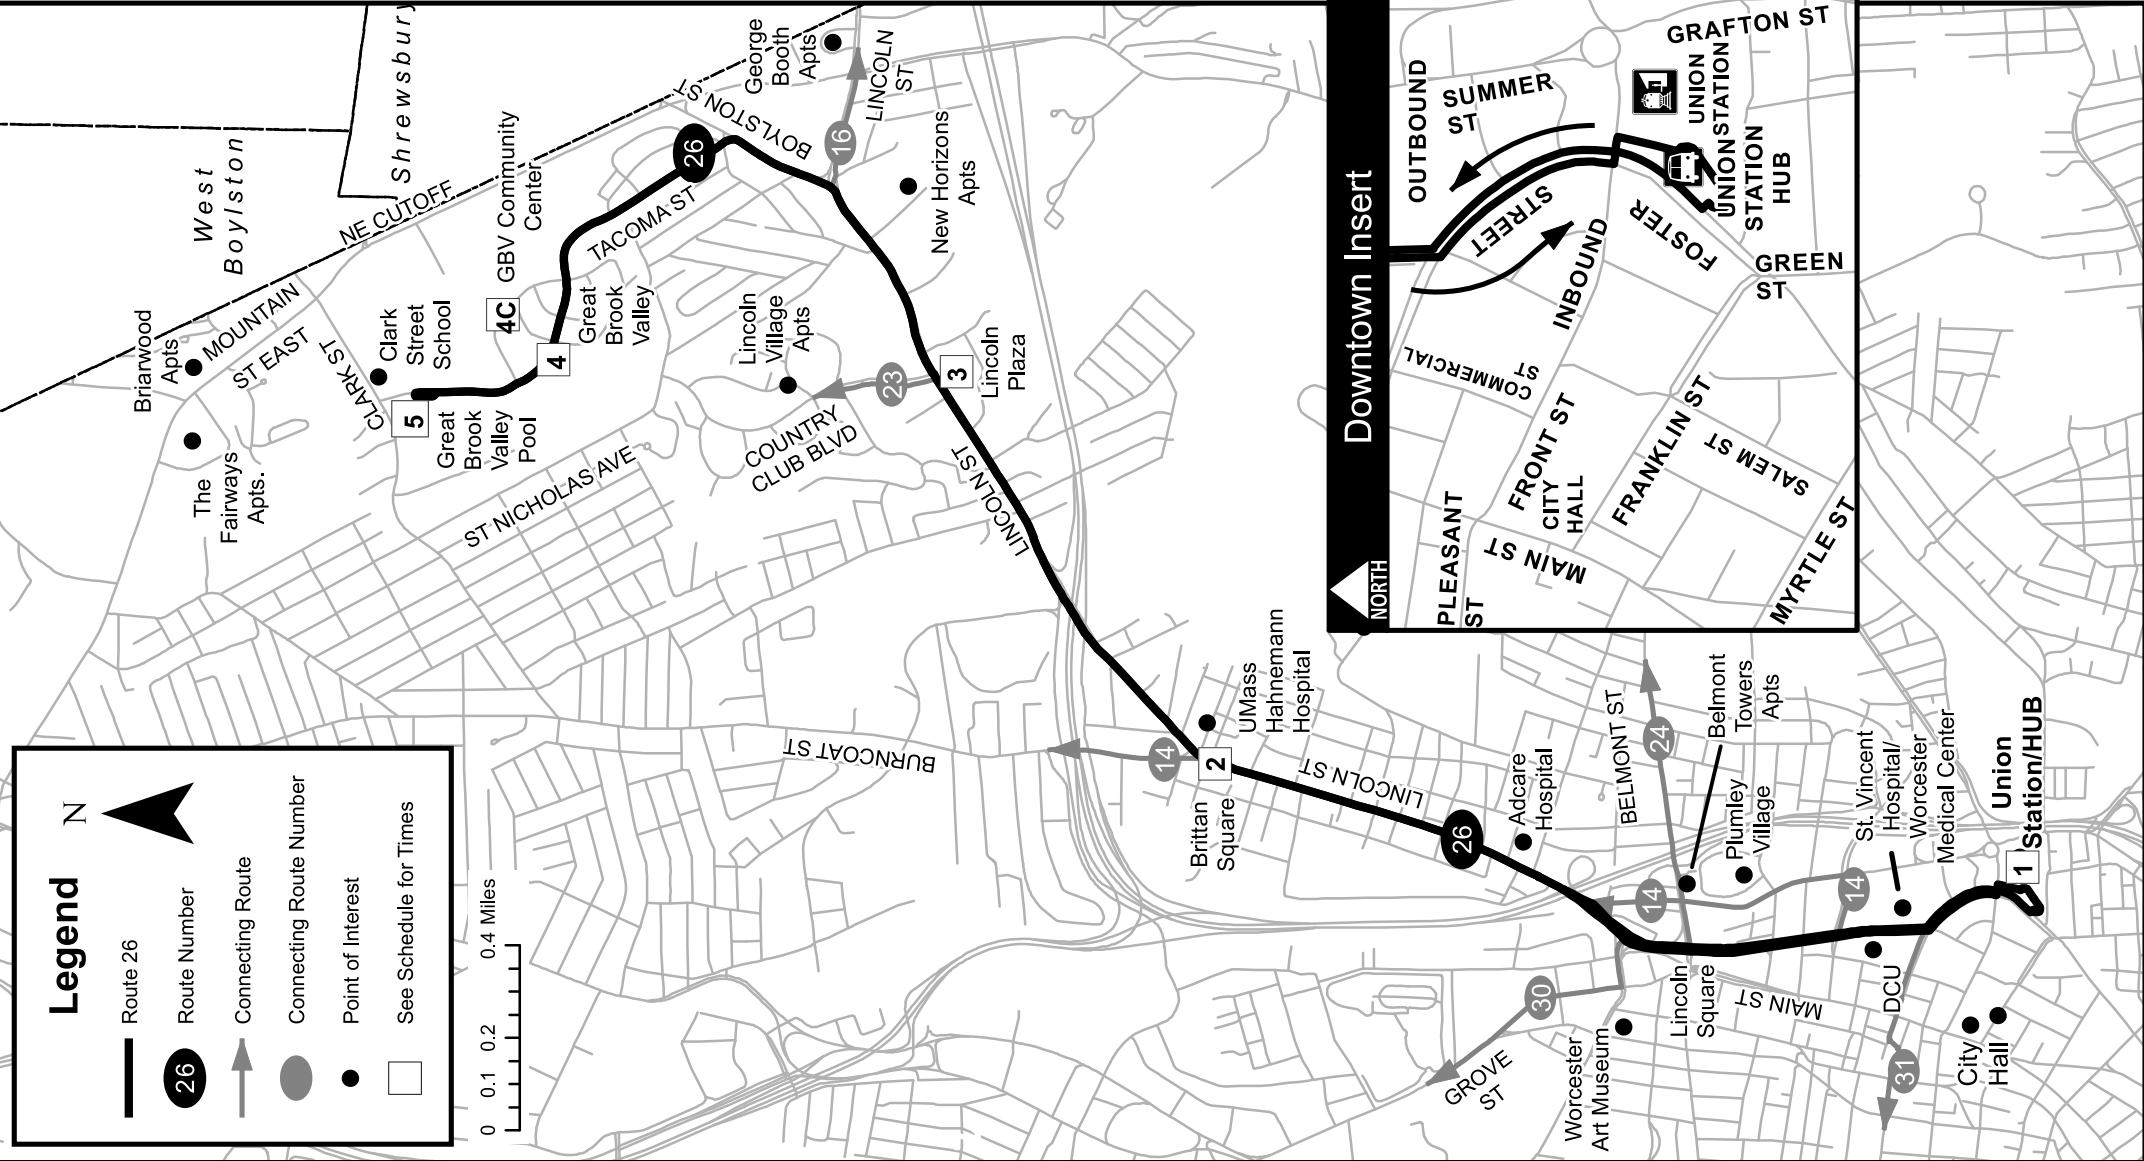 Legend
Route 26
26
Route Number
Connecting Route
Connecting Route Number
Point of Interest
See Schedule for Times
N
0
0.1
0.2
0.4 Miles
West
Boylston
Shrewsbury
NE CUTOFF
MOUNTAIN
ST EAST
CLARK ST
Briarwood
Apts
The
Fairways
Apts.
Clark
Street
School
5
Great
Brook
Valley
Pool
4C
GBV Community
Center
4
Great
Brook
Valley
TACOMA ST
26
BOYLSTON ST
George
Booth
Apts
LINCOLN
ST
16
New Horizons
Apts
Lincoln
Village
Apts
23
3
Lincoln
Plaza
COUNTRY
CLUB BLVD
ST NICHOLAS AVE
LINCOLN ST
BURNCOAT ST
14
2
Brittan
Square
UMass
Hahnemann
Hospital
LINCOLN ST
26
Adcare
Hospital
BELMONT ST
24
Belmont
Towers
Apts
Plumley
Village
14
14
St. Vincent
Hospital/
Worcester
Medical Center
Union
Station/HUB
1
30
GROVE
ST
Worcester
Art Museum
Lincoln
Square
MAIN ST
DCU
31
City
Hall
Downtown Insert
NORTH
OUTBOUND
SUMMER
ST
GRAFTON ST
UNION
STATION
UNION
STATION
HUB
FOSTER
STREET
INBOUND
GREEN
ST
COMMERCIAL
ST
FRONT ST
CITY
HALL
FRANKLIN ST
SALEM ST
PLEASANT
ST
MAIN ST
MYRTLE ST